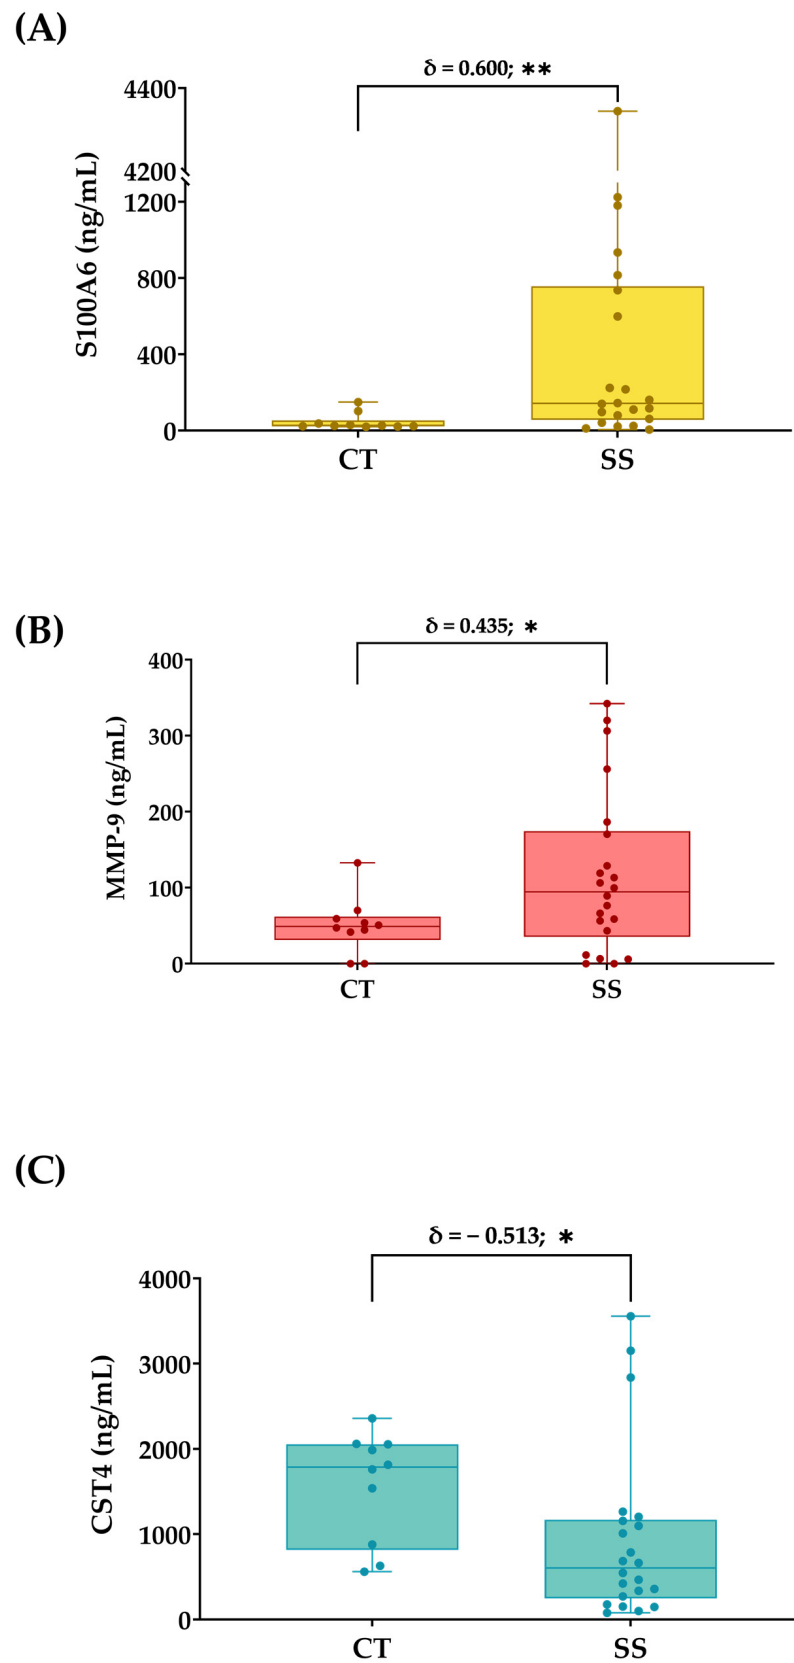 (A)
δ = 0.600; **
S100A6 (ng/mL)
4400
4200
1200
800
400
0
CT
SS
(B)
δ = 0.435; *
MMP-9 (ng/mL)
400
300
200
100
0
CT
SS
(C)
δ = − 0.513; *
CST4 (ng/mL)
4000
3000
2000
1000
0
CT
SS